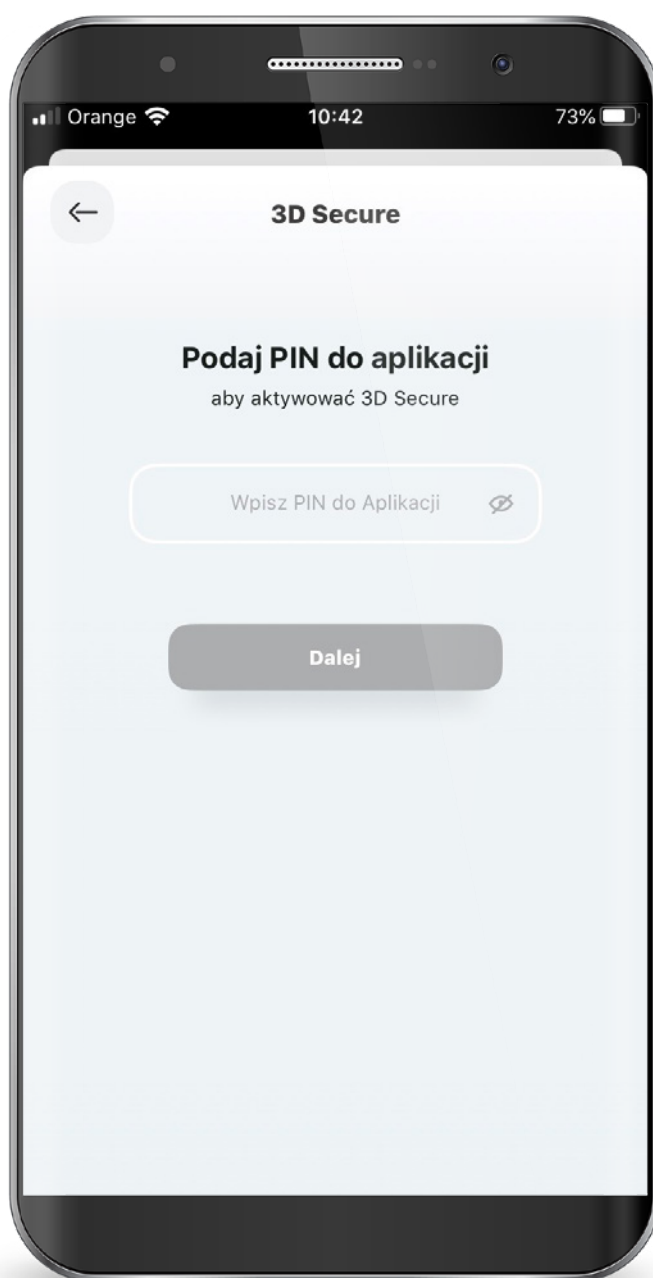 Orange
10:42
73%
3D Secure
Podaj PIN do aplikacji
aby aktywować 3D Secure
Wpisz PIN do Aplikacji
Dalej